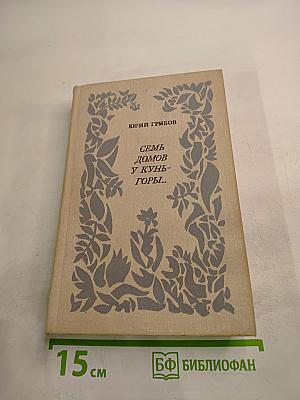 ЮРИЙ ГРИБОВ
СЕМЬ
ДОМОВ
У КУНЬ-
ГОРЫ...
15 см
БФ БИБЛИОФАН